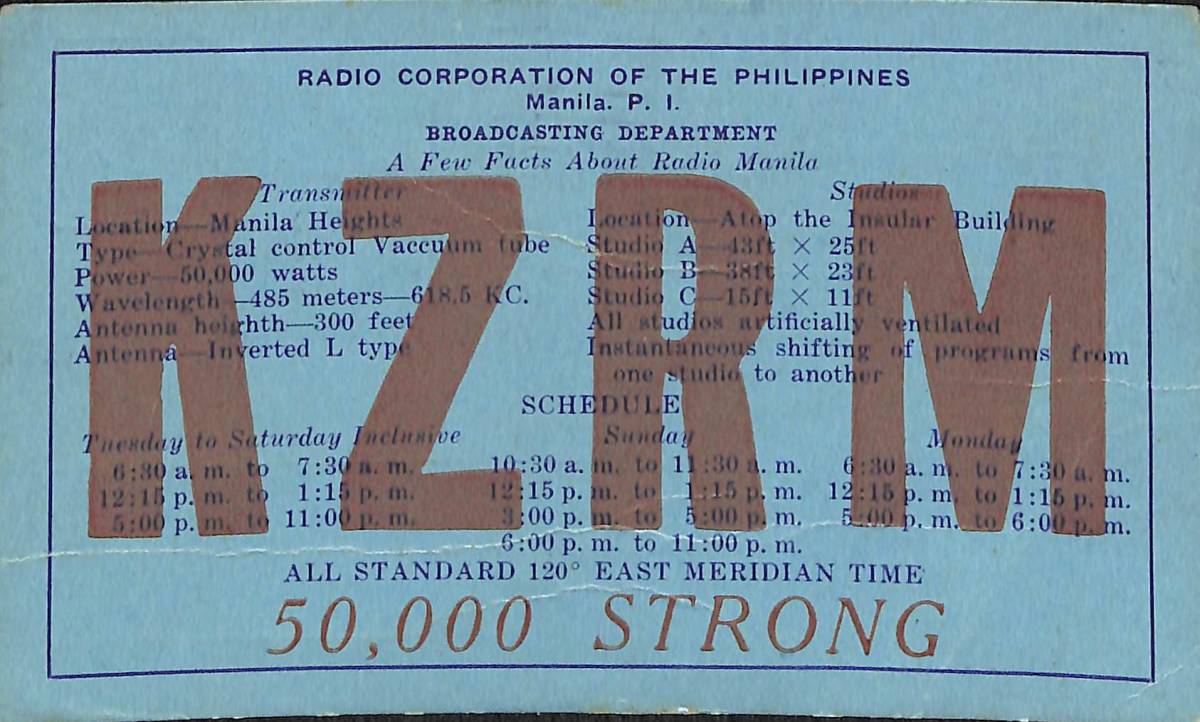 RADIO CORPORATION OF THE PHILIPPINES
Manila. P. I.
BROADCASTING DEPARTMENT
A Few Facts About Radio Manila
KZRM
Transmitter
Location—Manila Heights
Type—Crystal control Vaccuum tube
Power—50,000 watts
Wavelength—485 meters—618.5 KC.
Antenna heighth—300 feet
Antenna—Inverted L type
Studios
Location—Atop the Insular Building
Studio A—43ft × 25ft
Studio B—38ft × 23ft
Studio C—15ft × 11ft
All studios artificially ventilated
Instantaneous shifting of programs from
one studio to another
SCHEDULE
Tuesday to Saturday Inclusive
6:30 a. m. to 7:30 a. m.
12:15 p. m. to 1:15 p. m.
5:00 p. m. to 11:00 p. m.
Sunday
10:30 a. m. to 11:30 a. m.
12:15 p. m. to 1:15 p. m.
3:00 p. m. to 5:00 p. m.
6:00 p. m. to 11:00 p. m.
Monday
6:30 a. m. to 7:30 a. m.
12:15 p. m. to 1:15 p. m.
5:00 p. m. to 6:00 p. m.
ALL STANDARD 120° EAST MERIDIAN TIME
50,000 STRONG